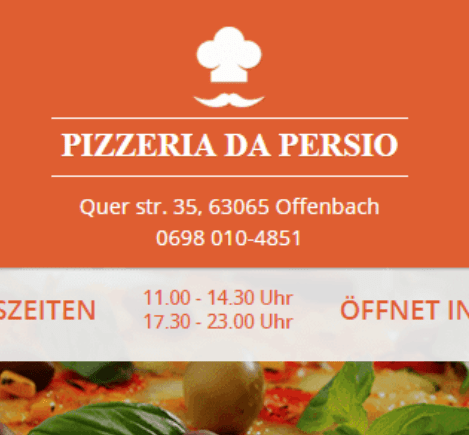 PIZZERIA DA PERSIO
Quer str. 35, 63065 Offenbach
0698 010-4851
SZEITEN
11.00 - 14.30 Uhr
17.30 - 23.00 Uhr
ÖFFNET IN